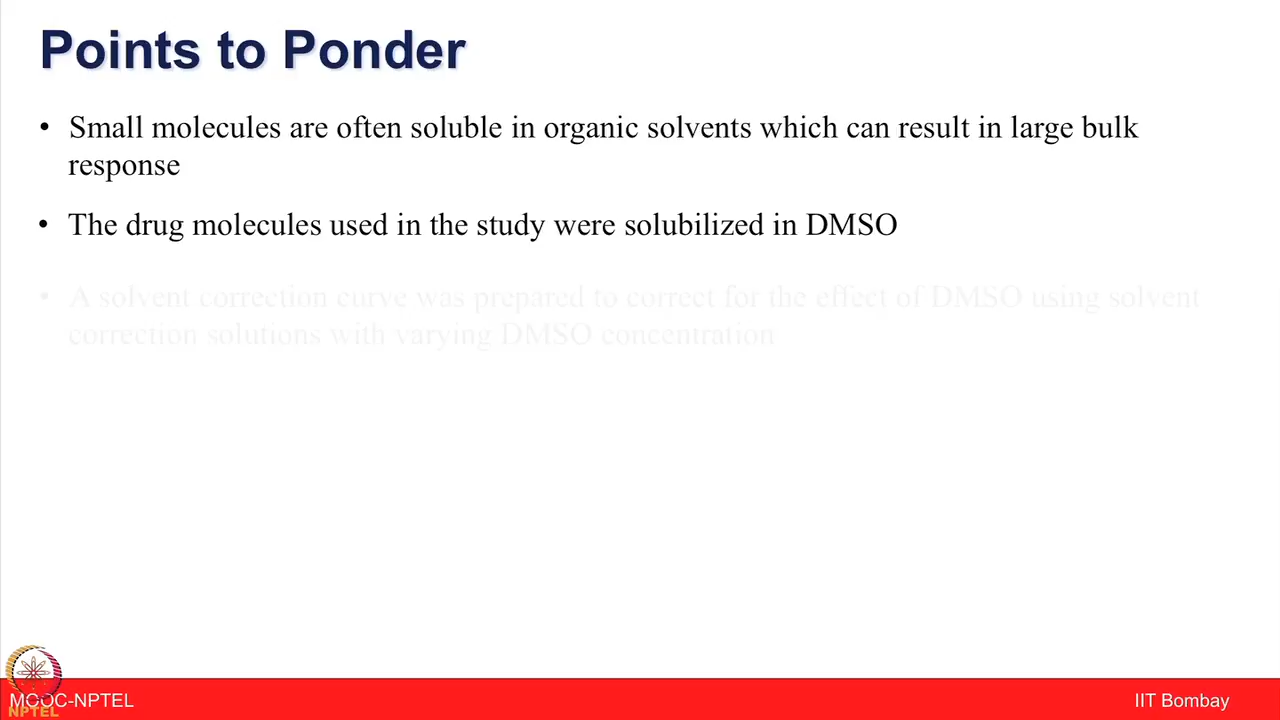 Points to Ponder
• Small molecules are often soluble in organic solvents which can result in large bulk
response
• The drug molecules used in the study were solubilized in DMSO
• A solvent correction curve was prepared to correct for the effect of DMSO using solvent
correction solutions with varying DMSO concentration
MOOC-NPTEL
NPTEL
IIT Bombay